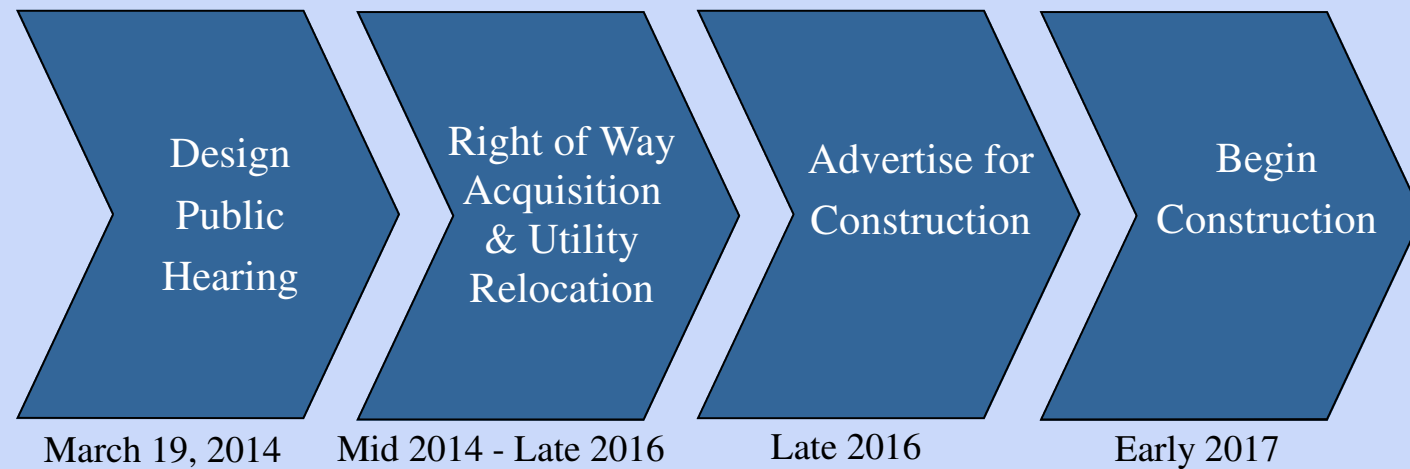 Design
Public
Hearing
Right of Way
Acquisition
& Utility
Relocation
Advertise for
Construction
Begin
Construction
March 19, 2014
Mid 2014 - Late 2016
Late 2016
Early 2017